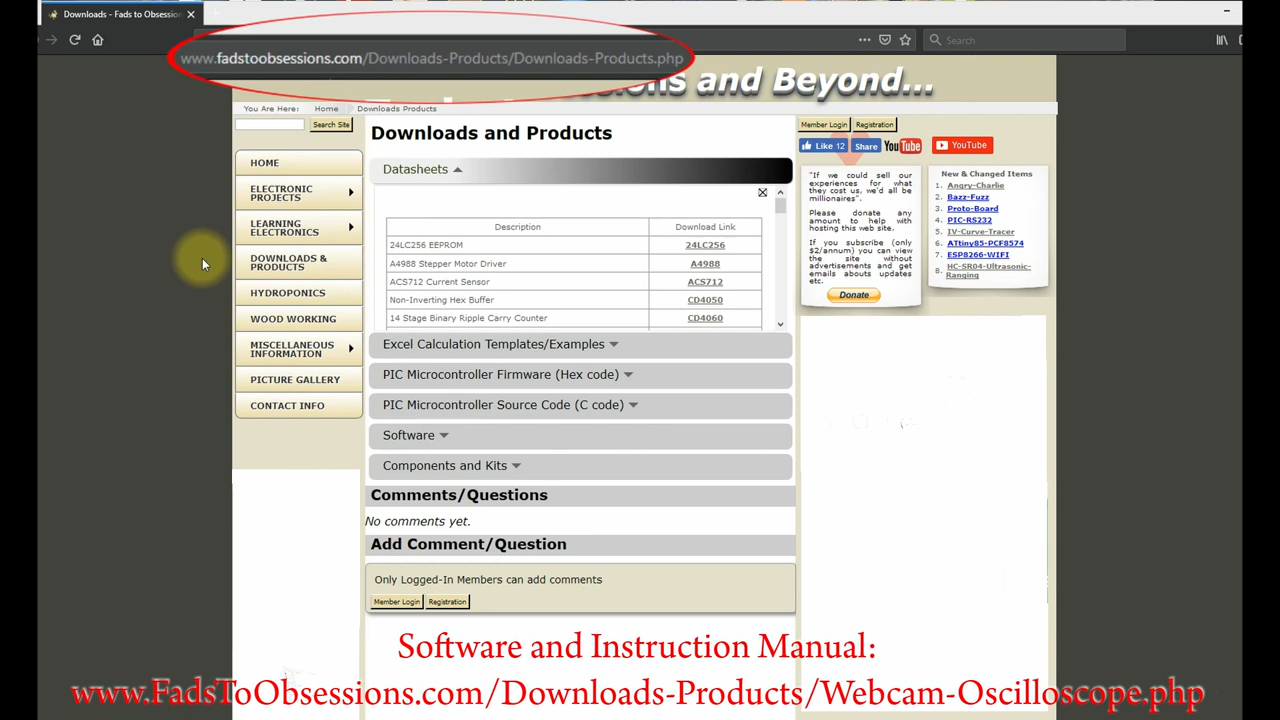 Downloads - Fads to Obsession
Search
www.fadstoobsessions.com/Downloads-Products/Downloads-Products.php
and Beyond...
You Are Here: Home Downloads Products
Search Site
HOME
ELECTRONIC
PROJECTS
LEARNING
ELECTRONICS
DOWNLOADS &
PRODUCTS
HYDROPONICS
WOOD WORKING
MISCELLANEOUS
INFORMATION
PICTURE GALLERY
CONTACT INFO
Downloads and Products
Datasheets
Description Download Link
24LC256 EEPROM 24LC256
A4988 Stepper Motor Driver A4988
ACS712 Current Sensor ACS712
Non-Inverting Hex Buffer CD4050
14 Stage Binary Ripple Carry Counter CD4060
Excel Calculation Templates/Examples
PIC Microcontroller Firmware (Hex code)
PIC Microcontroller Source Code (C code)
Software
Components and Kits
Comments/Questions
No comments yet.
Add Comment/Question
Only Logged-In Members can add comments
Member Login Registration
Member Login Registration
Like 12 Share YouTube YouTube
"If we could sell our
experiences for what
they cost us, we'd all be
millionaires".
Please donate any
amount to help with
hosting this web site.
If you subscribe (only
$2/annum) you can view
the site without
advertisements and get
emails abouts updates
etc.
Donate
New & Changed Items
1. Angry-Charlie
2. Bazz-Fuzz
3. Proto-Board
4. PIC-RS232
5. IV-Curve-Tracer
6. ATtiny85-PCF8574
7. ESP8266-WIFI
8. HC-SR04-Ultrasonic-
Ranging
Software and Instruction Manual:
www.FadsToObsessions.com/Downloads-Products/Webcam-Oscilloscope.php